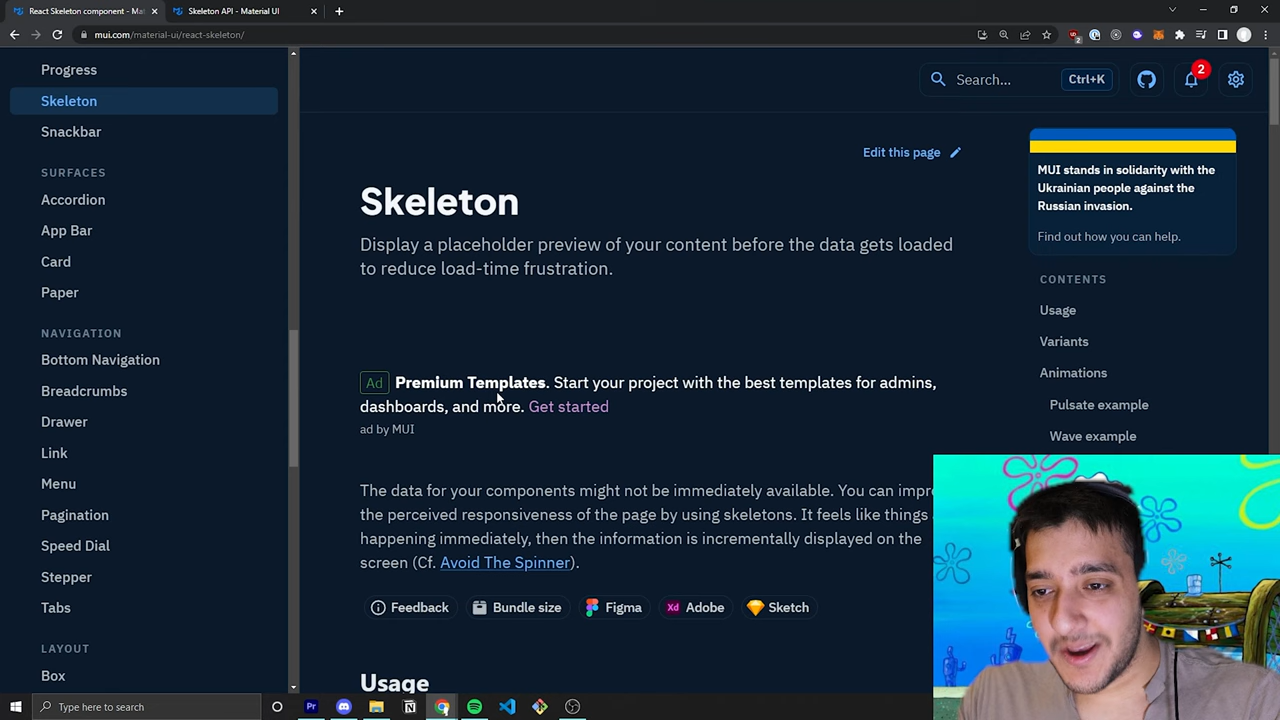 React Skeleton component - Ma
Skeleton API - Material UI
mui.com/material-ui/react-skeleton/
2
Progress
Skeleton
Snackbar
SURFACES
Accordion
App Bar
Card
Paper
NAVIGATION
Bottom Navigation
Breadcrumbs
Drawer
Link
Menu
Pagination
Speed Dial
Stepper
Tabs
LAYOUT
Box
Search...
Ctrl+K
2
Edit this page
Skeleton
Display a placeholder preview of your content before the data gets loaded
to reduce load-time frustration.
Ad Premium Templates. Start your project with the best templates for admins,
dashboards, and more. Get started
ad by MUI
The data for your components might not be immediately available. You can impr
the perceived responsiveness of the page by using skeletons. It feels like things
happening immediately, then the information is incrementally displayed on the
screen (Cf. Avoid The Spinner).
Feedback
Bundle size
Figma
Xd Adobe
Sketch
Usage
MUI stands in solidarity with the
Ukrainian people against the
Russian invasion.
Find out how you can help.
CONTENTS
Usage
Variants
Animations
Pulsate example
Wave example
Type here to search
Pr